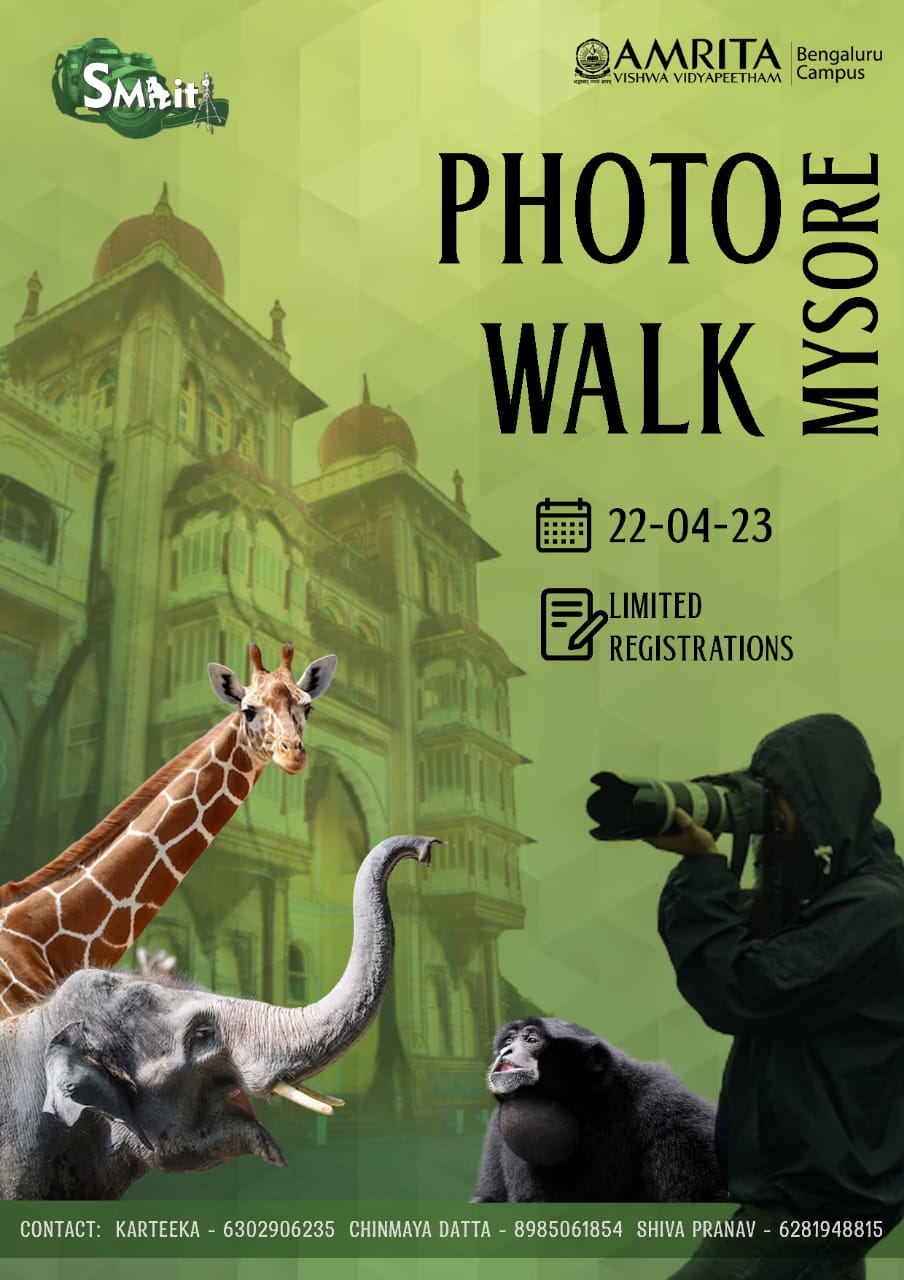 SMAit
AMRITA
VISHWA VIDYAPEETHAM
Bengaluru
Campus
PHOTO
WALK
MYSORE
22-04-23
LIMITED
REGISTRATIONS
CONTACT: KARTEEKA - 6302906235 CHINMAYA DATTA - 8985061854 SHIVA PRANAV - 6281948815